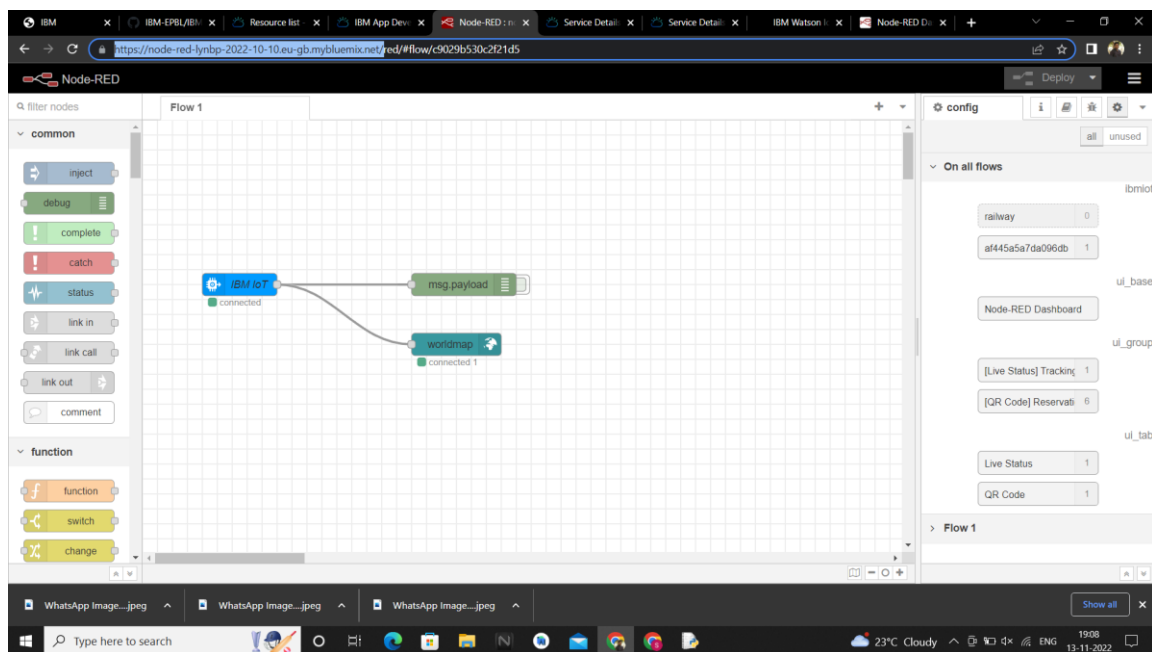 IBM
IBM-EPBL/IBM
Resource list -
IBM App Deve
Node-RED : no
Service Details
Service Details
IBM Watson I
Node-RED Da
https://node-red-lynbp-2022-10-10.eu-gb.mybluemix.net/red/#flow/c9029b530c2f21d5
Node-RED
Deploy
filter nodes
Flow 1
config
all
unused
common
inject
debug
complete
catch
status
link in
link call
link out
comment
function
function
switch
change
IBM IoT
connected
msg.payload
worldmap
connected 1
On all flows
ibmiot
railway 0
af445a5a7da096db 1
ui_base
Node-RED Dashboard
ui_group
[Live Status] Tracking 1
[QR Code] Reservati 6
ui_tab
Live Status 1
QR Code 1
Flow 1
WhatsApp Image....jpeg
WhatsApp Image....jpeg
WhatsApp Image....jpeg
Show all
Type here to search
23°C Cloudy
ENG
19:08
13-11-2022